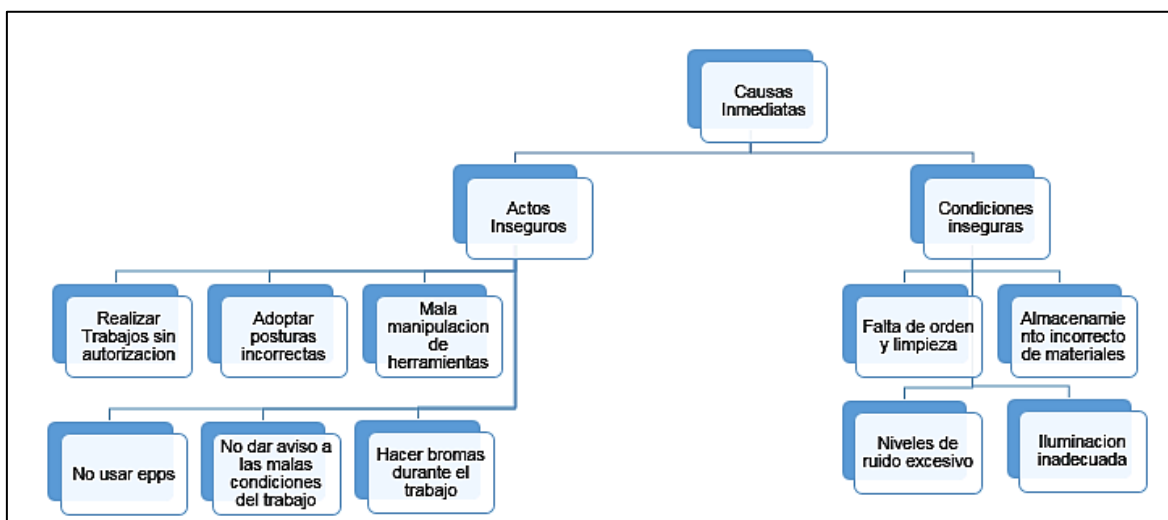 Causas
Inmediatas
Actos
Inseguros
Condiciones
inseguras
Realizar
Trabajos sin
autorizacion
Adoptar
posturas
incorrectas
Mala
manipulacion
de
herramientas
Falta de orden
y limpieza
Almacenamie
nto incorrecto
de materiales
No usar epps
No dar aviso a
las malas
condiciones
del trabajo
Hacer bromas
durante el
trabajo
Niveles de
ruido excesivo
Iluminacion
inadecuada